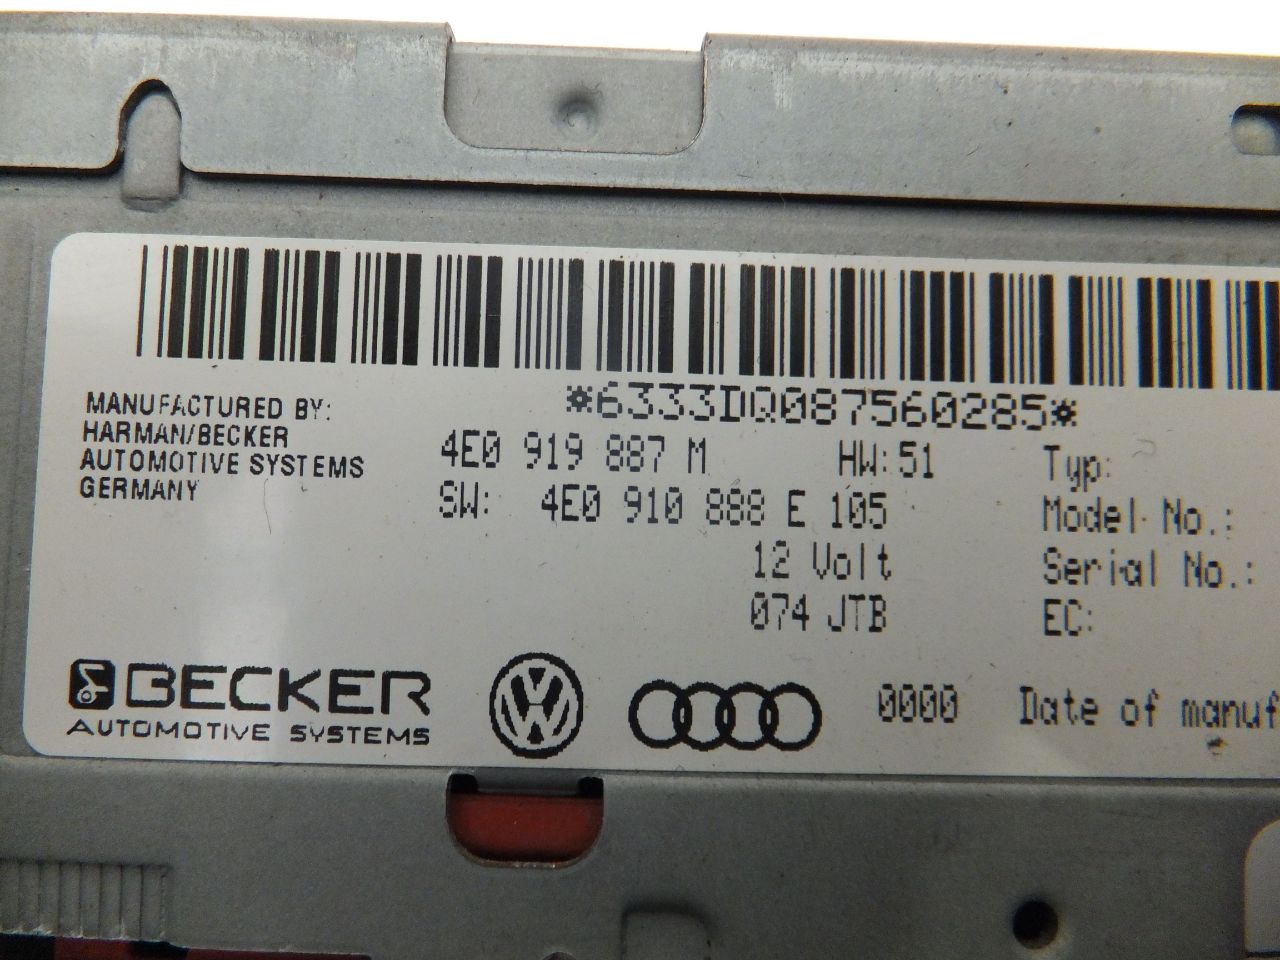 *6333DQ087560285*
MANUFACTURED BY:
HARMAN/BECKER
AUTOMOTIVE SYSTEMS
GERMANY
4E0 919 887 M HW: 51
SW: 4E0 910 888 E 105
12 Volt
074 JTB
Typ:
Model No.:
Serial No.:
EC:
BECKER
AUTOMOTIVE SYSTEMS
0000 Date of manuf